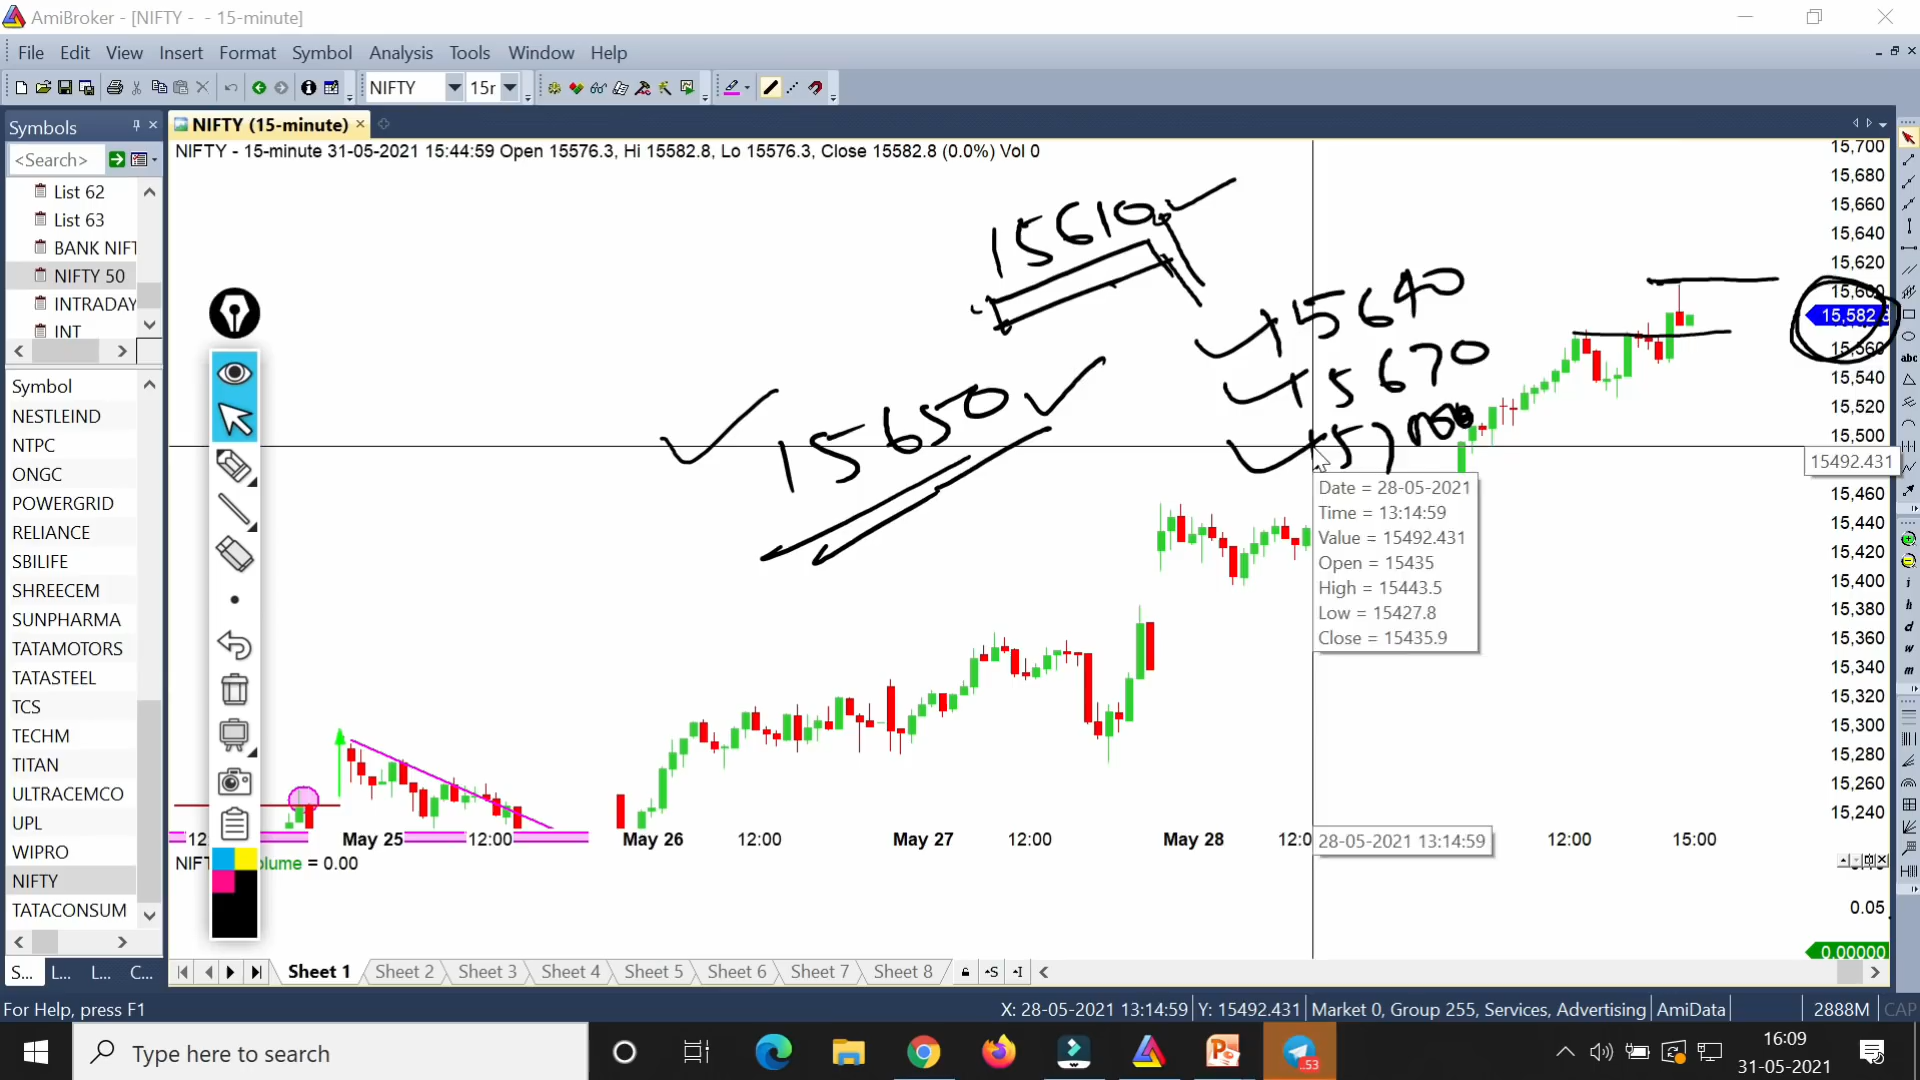 AmiBroker - [NIFTY - - 15-minute]
File Edit View Insert Format Symbol Analysis Tools Window Help
NIFTY 15r
Symbols
NIFTY (15-minute)
<Search>
NIFTY - 15-minute 31-05-2021 15:44:59 Open 15576.3, Hi 15582.8, Lo 15576.3, Close 15582.8 (0.0%) Vol 0
List 62
List 63
BANK NIFT
NIFTY 50
INTRADAY
INT
Symbol
NESTLEIND
NTPC
ONGC
POWERGRID
RELIANCE
SBILIFE
SHREECEM
SUNPHARMA
TATAMOTORS
TATASTEEL
TCS
TECHM
TITAN
ULTRACEMCO
UPL
WIPRO
NIFTY
TATACONSUM
15610
15640
15670
15650
15,700
15,680
15,660
15,640
15,620
15,600
15,582.8
15,560
15,540
15,520
15,500
15492.431
15,460
15,440
15,420
15,400
15,380
15,360
15,340
15,320
15,300
15,280
15,260
15,240
abc
Date = 28-05-2021
Time = 13:14:59
Value = 15492.431
Open = 15435
High = 15443.5
Low = 15427.8
Close = 15435.9
May 25 12:00 May 26 12:00 May 27 12:00 May 28 12:0 28-05-2021 13:14:59 12:00 15:00
NIFT olume = 0.00
0.05
0.00000
S... L... L... C...
Sheet 1 Sheet 2 Sheet 3 Sheet 4 Sheet 5 Sheet 6 Sheet 7 Sheet 8
For Help, press F1
X: 28-05-2021 13:14:59 Y: 15492.431 Market 0, Group 255, Services, Advertising AmiData 2888M CAP
Type here to search
16:09
31-05-2021